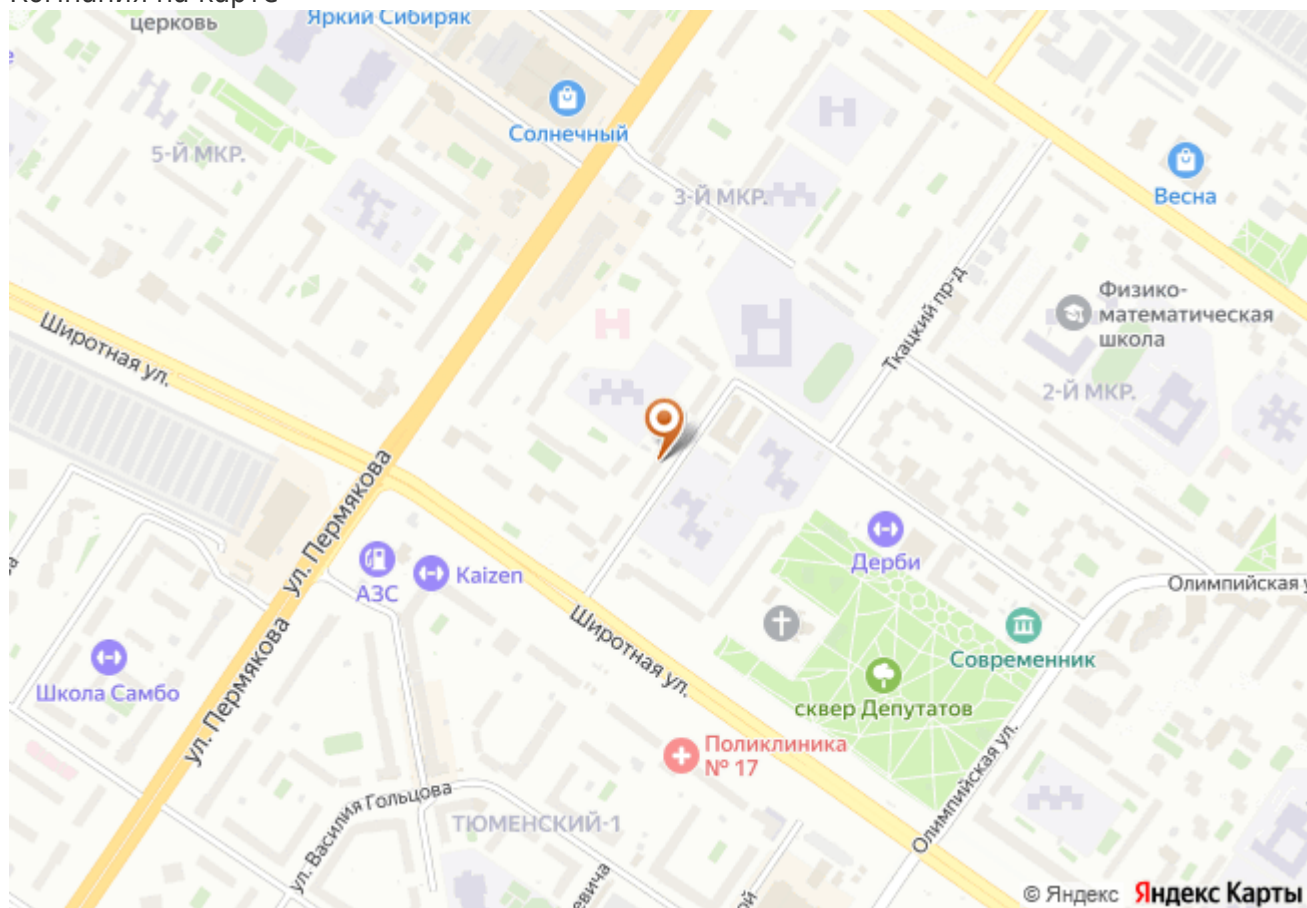 церковь
Яркий Сибиряк
Солнечный
5-Й МКР.
3-Й МКР.
Весна
Физико-
математическая
школа
Ткацкий пр-д
2-Й МКР.
Широтная ул.
ул. Пермякова
АЗС
Kaizen
Дерби
Олимпийская
Широтная ул.
Современник
Школа Самбо
ул. Пермякова
сквер Депутатов
Поликлиника
№ 17
Олимпийская ул.
ул. Василия Гольцова
ТЮМЕНСКИЙ-1
© Яндекс Яндекс Карты